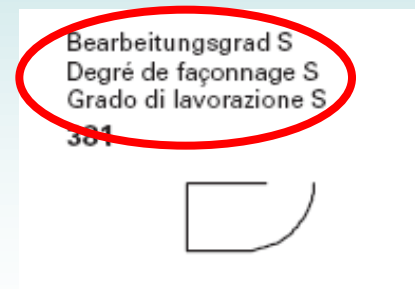 Bearbeitungsgrad S
Degré de façonnage S
Grado di lavorazione S
381